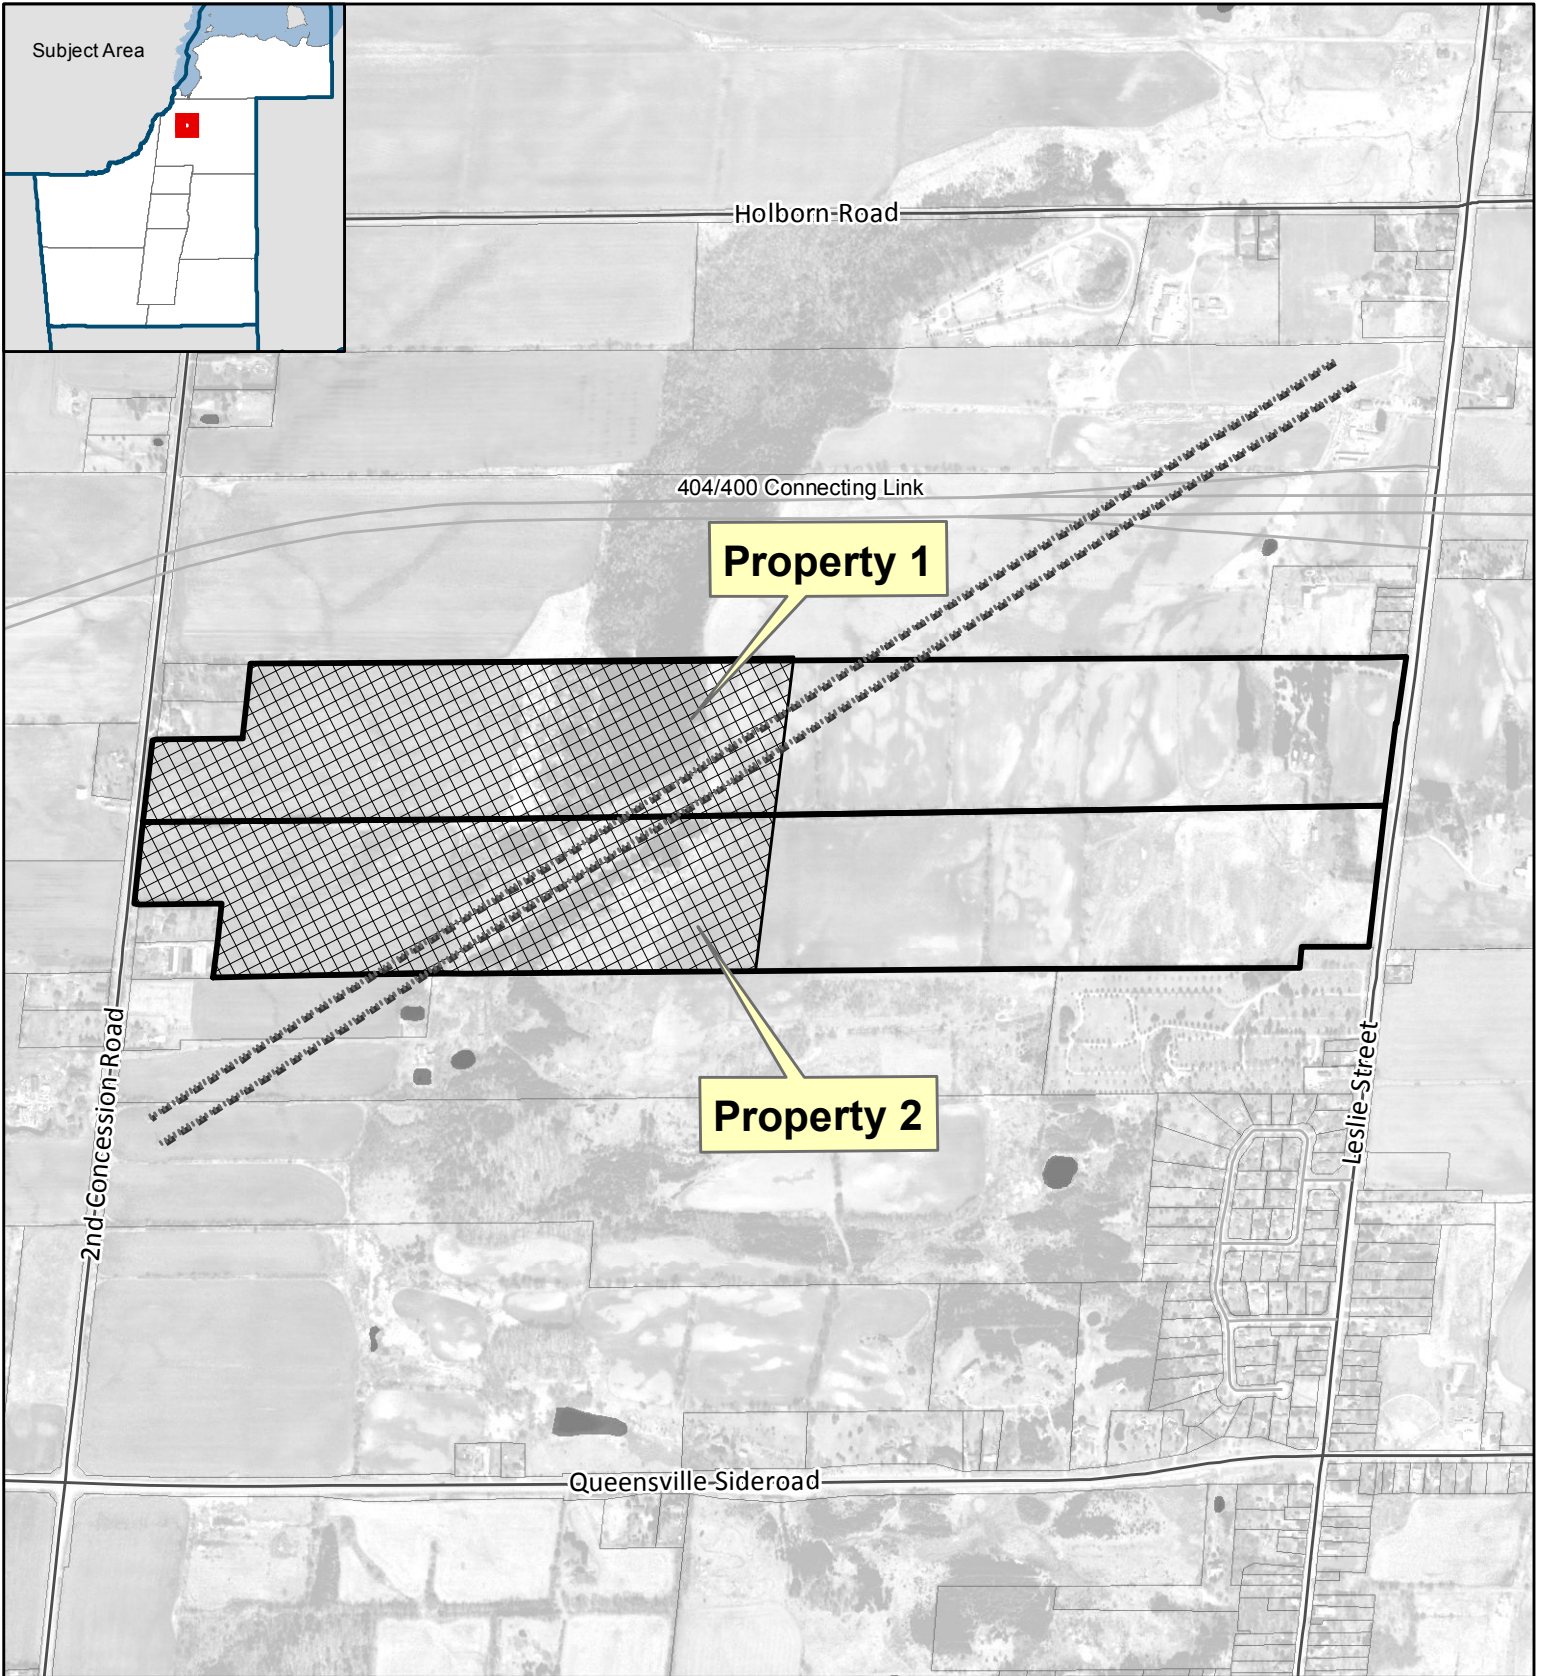 Subject Area
Holborn Road
404/400 Connecting Link
Property 1
2nd Concession Road
Leslie Street
Property 2
Queensville Sideroad